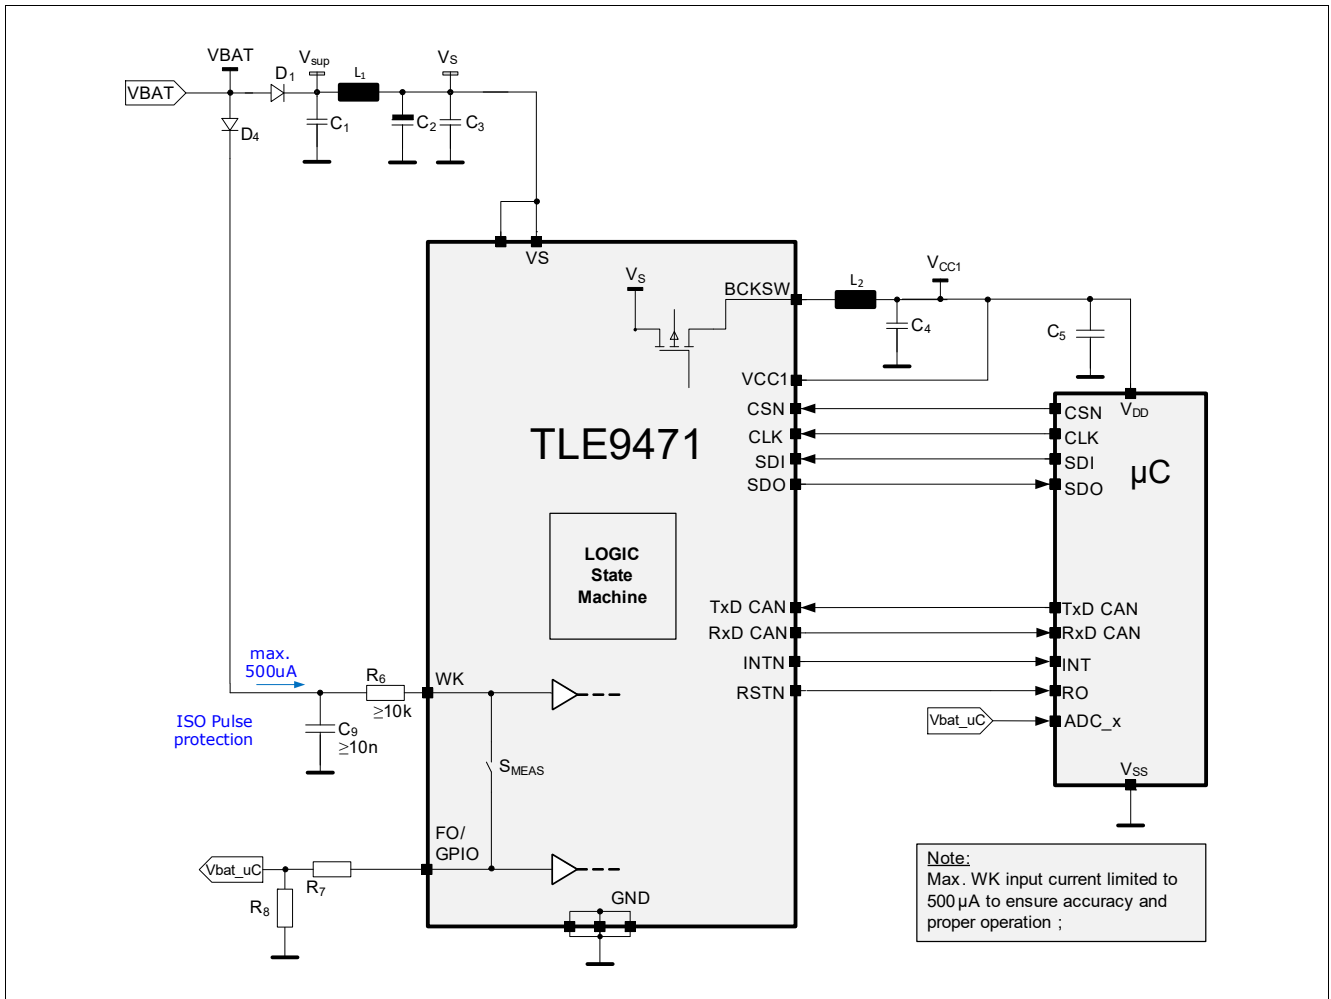 VBAT
VBAT
D1
Vsup
L1
VS
D4
C1
C2
C3
VS
VS
BCKSW
L2
VCC1
C4
C5
VCC1
CSN
CLK
SDI
SDO
TLE9471
CSN
VDD
CLK
SDI
SDO
µC
LOGIC
State
Machine
TxD CAN
RxD CAN
INTN
RSTN
TxD CAN
RxD CAN
INT
RO
Vbat_uC
ADC_x
VSS
max.
500uA
R6
≥10k
WK
ISO Pulse
protection
C9
≥10n
SMEAS
FO/
GPIO
Vbat_uC
R7
R8
GND
Note:
Max. WK input current limited to
500µA to ensure accuracy and
proper operation ;